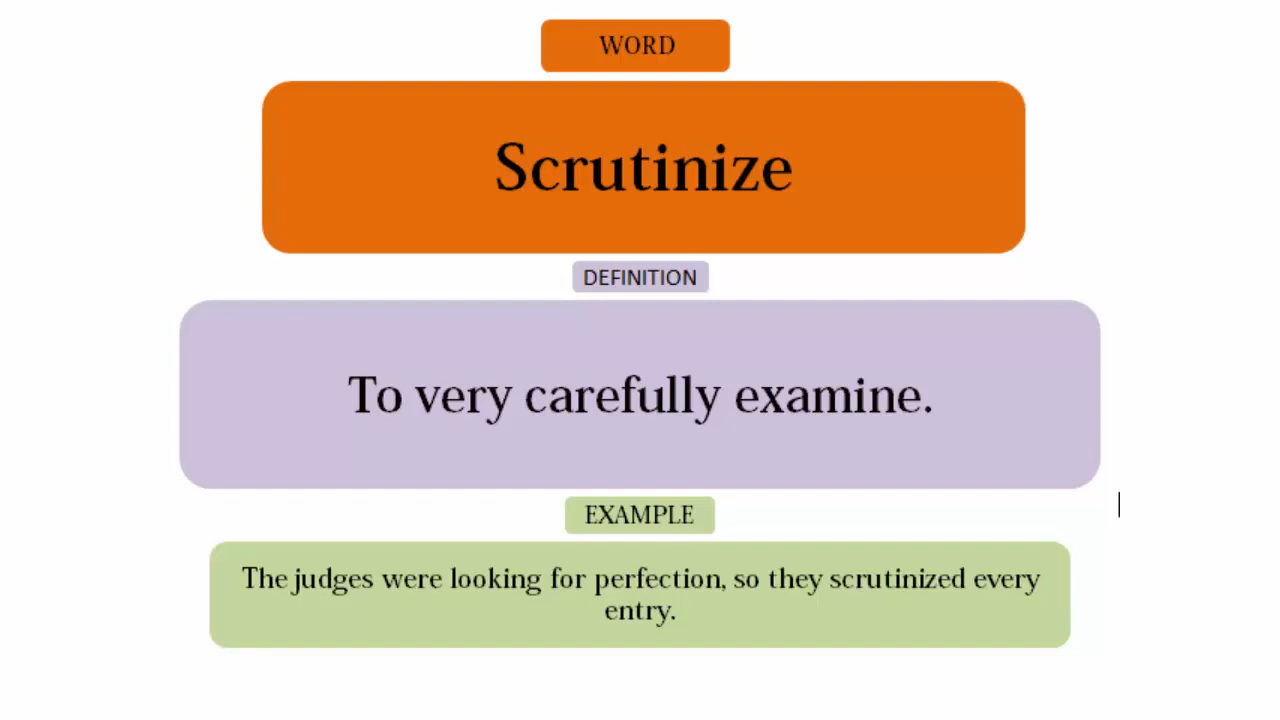 WORD
Scrutinize
DEFINITION
To very carefully examine.
EXAMPLE
The judges were looking for perfection, so they scrutinized every
entry.